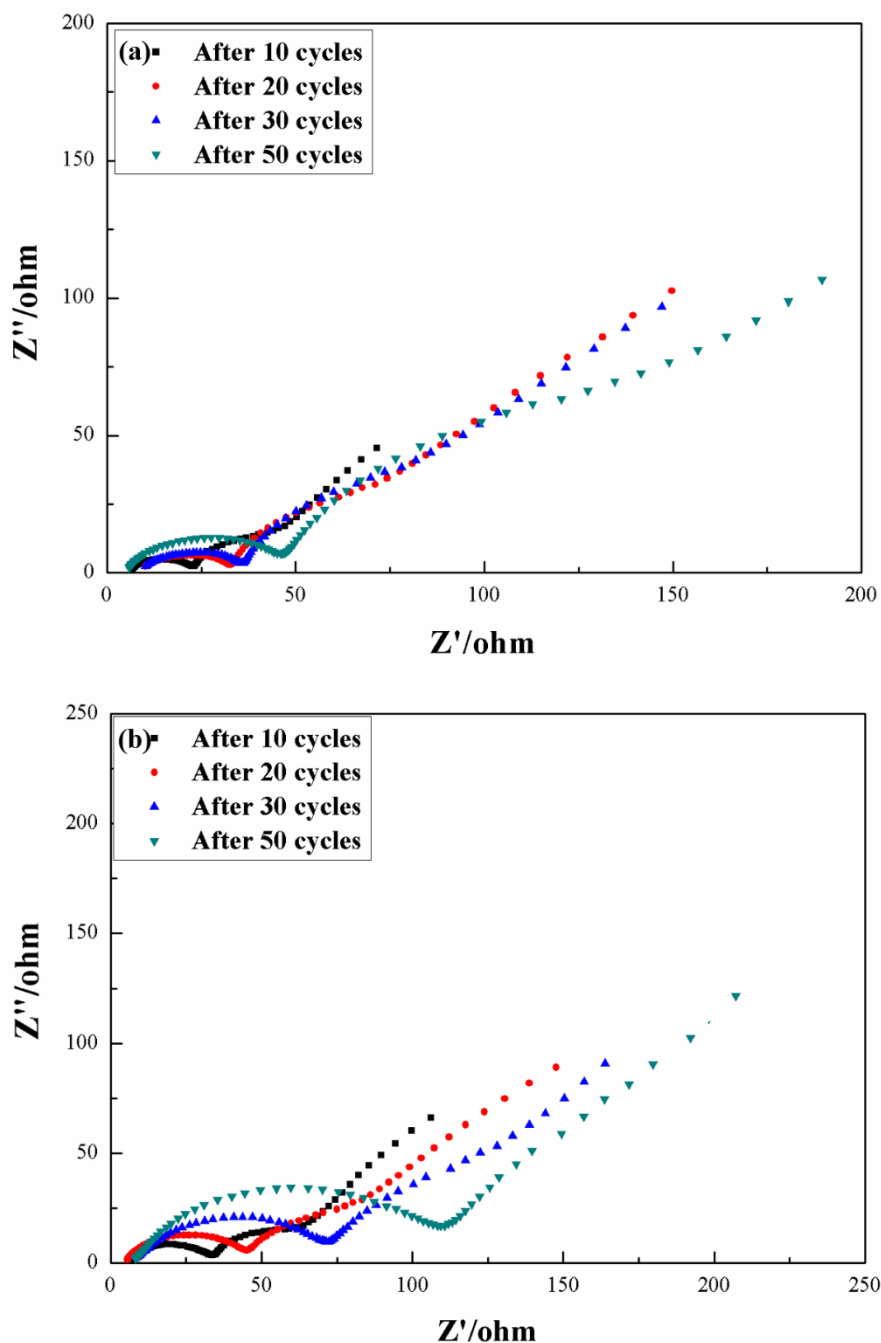 200
(a)
After 10 cycles
After 20 cycles
After 30 cycles
After 50 cycles
150
100
50
0
Z''/ohm
0 50 100 150 200
Z'/ohm
250
(b)
After 10 cycles
After 20 cycles
After 30 cycles
After 50 cycles
200
150
100
50
0
Z''/ohm
0 50 100 150 200 250
Z'/ohm